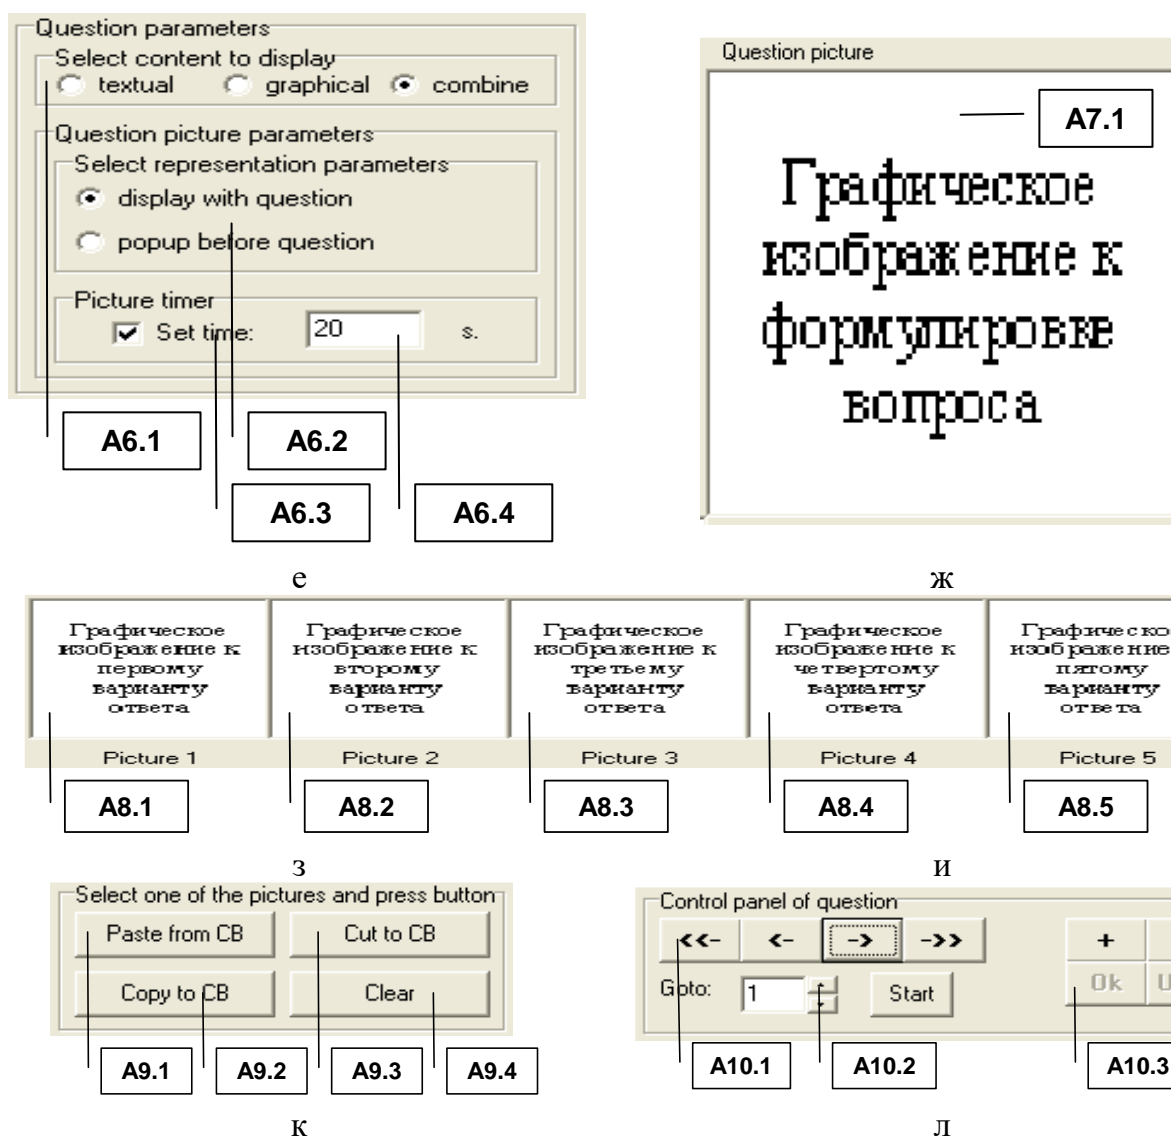 Question parameters
Select content to display
textual graphical combine
Question picture parameters
Select representation parameters
display with question
popup before question
Picture timer
Set time: 20 s.
A6.1 A6.2
A6.3 A6.4
е
Question picture
A7.1
Графическое
изображение к
формулировке
вопроса
ж
Графическое
изображение к
первому
варианту
ответа
Picture 1
A8.1
Графическое
изображение к
второму
варианту
ответа
Picture 2
A8.2
Графическое
изображение к
третьему
варианту
ответа
Picture 3
A8.3
Графическое
изображение к
четвертому
варианту
ответа
Picture 4
A8.4
Графическо
изображение
пятому
варианту
ответа
Picture 5
A8.5
з и
Select one of the pictures and press button
Paste from CB Cut to CB
Copy to CB Clear
A9.1 A9.2 A9.3 A9.4
к
Control panel of question
<<- <- -> ->> +
Goto: 1 Start Ok
A10.1 A10.2 A10.3
л